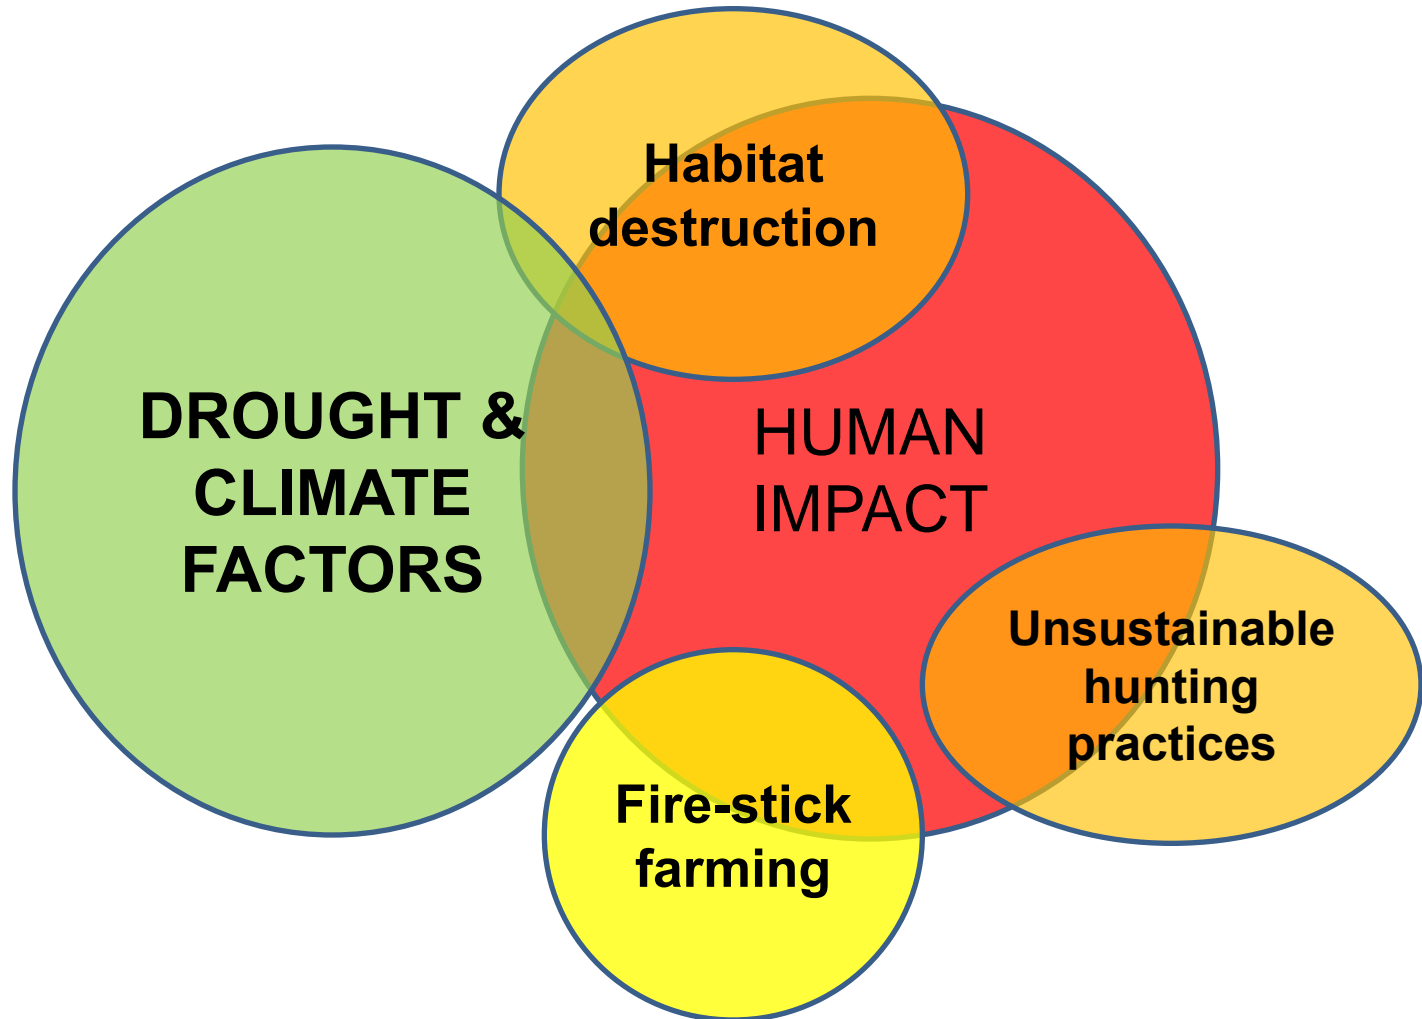 Habitat
destruction
DROUGHT &
CLIMATE
FACTORS
HUMAN
IMPACT
Unsustainable
hunting
practices
Fire-stick
farming